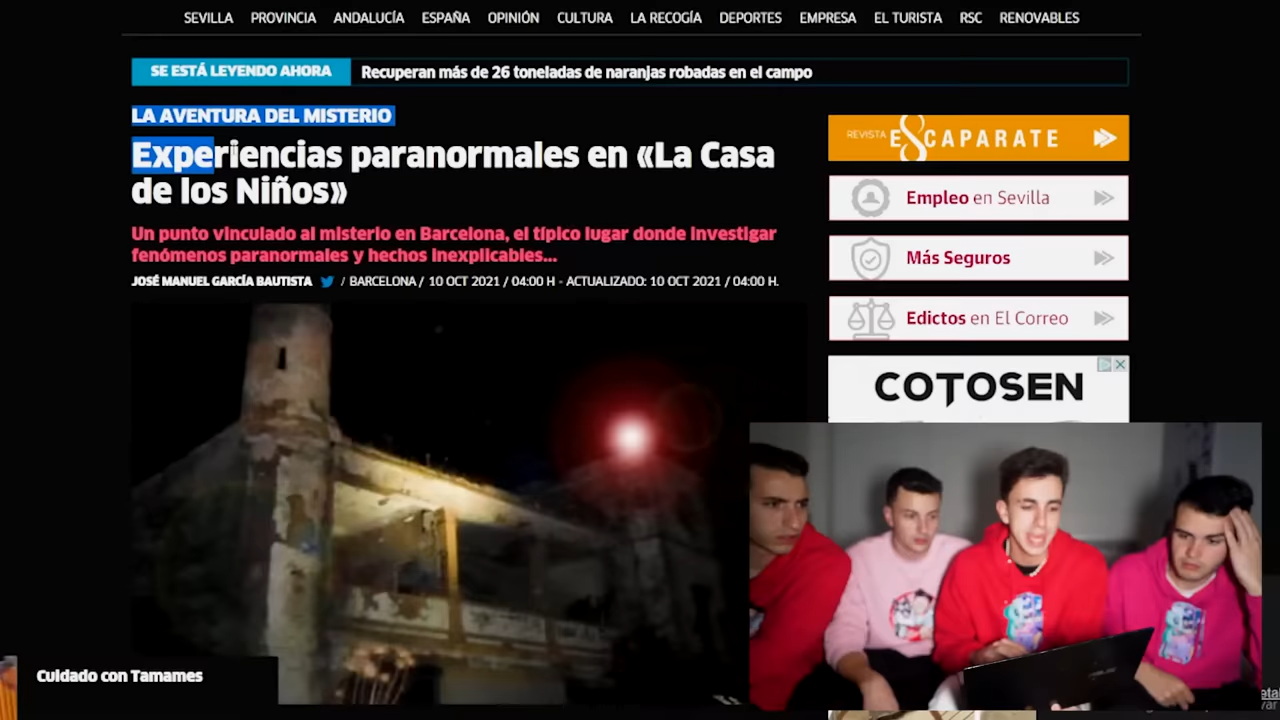 SEVILLA PROVINCIA ANDALUCÍA ESPAÑA OPINIÓN CULTURA LA RECOGÍA DEPORTES EMPRESA EL TURISTA RSC RENOVABLES
SE ESTÁ LEYENDO AHORA Recuperan más de 26 toneladas de naranjas robadas en el campo
LA AVENTURA DEL MISTERIO
Experiencias paranormales en «La Casa
de los Niños»
Un punto vinculado al misterio en Barcelona, el típico lugar donde investigar
fenómenos paranormales y hechos inexplicables...
JOSÉ MANUEL GARCÍA BAUTISTA / BARCELONA / 10 OCT 2021 / 04:00 H - ACTUALIZADO: 10 OCT 2021 / 04:00 H.
REVISTA ESCAPARATE
Empleo en Sevilla
Más Seguros
Edictos en El Correo
COTOSEN
Cuidado con Tamames